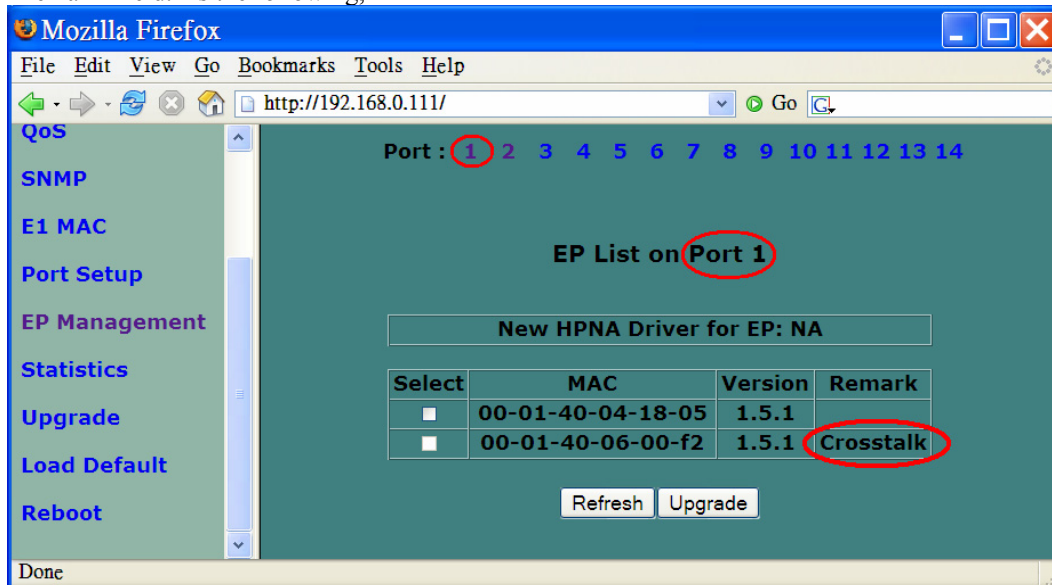 Mozilla Firefox
File Edit View Go Bookmarks Tools Help
http://192.168.0.111/ Go G
QoS
SNMP
E1 MAC
Port Setup
EP Management
Statistics
Upgrade
Load Default
Reboot
Port : 1 2 3 4 5 6 7 8 9 10 11 12 13 14
EP List on Port 1
New HPNA Driver for EP: NA
Select MAC Version Remark
00-01-40-04-18-05 1.5.1
00-01-40-06-00-f2 1.5.1 Crosstalk
Refresh Upgrade
Done